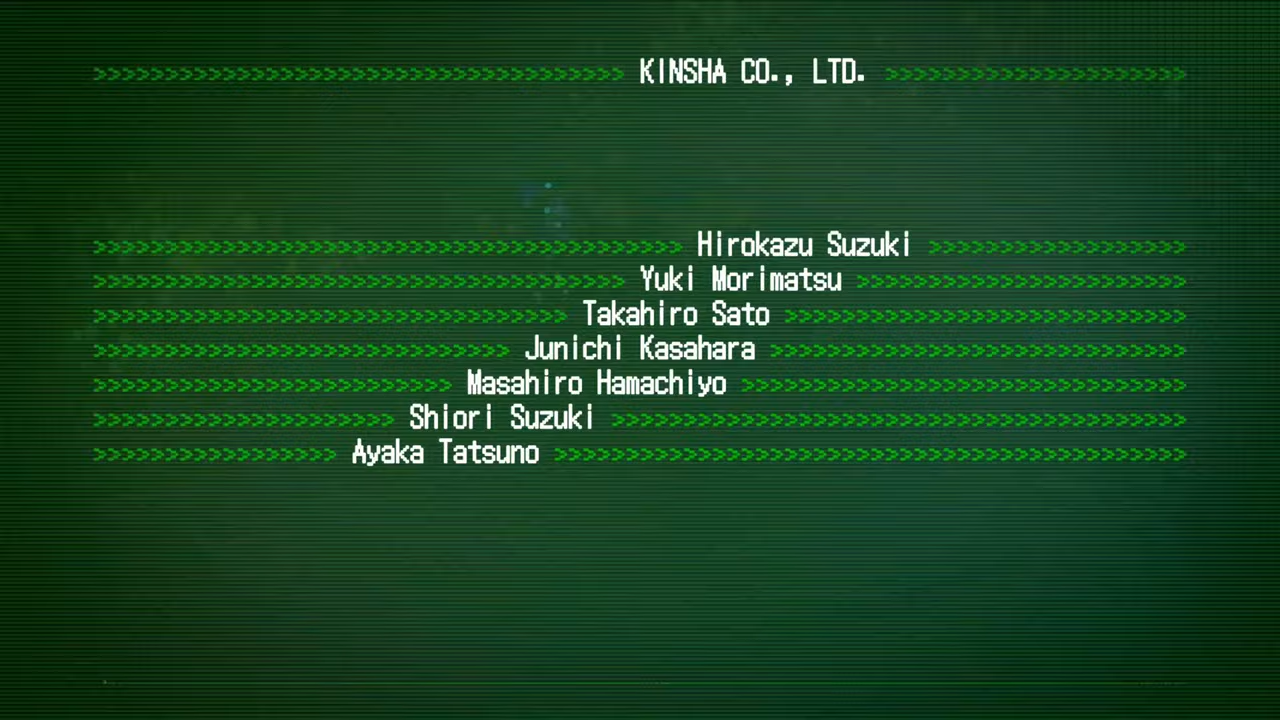 >>>>>>>>>>>>>>>>>>>>>>>>>>>>>>>>>>>>> KINSHA CO., LTD. >>>>>>>>>>>>>>>>>>>>>
>>>>>>>>>>>>>>>>>>>>>>>>>>>>>>>>>>>>>>>>> Hirokazu Suzuki >>>>>>>>>>>>>>>>>>
>>>>>>>>>>>>>>>>>>>>>>>>>>>>>>>>>>>>> Yuki Morimatsu >>>>>>>>>>>>>>>>>>>>>>>
>>>>>>>>>>>>>>>>>>>>>>>>>>>>>>>>> Takahiro Sato >>>>>>>>>>>>>>>>>>>>>>>>>>>>
>>>>>>>>>>>>>>>>>>>>>>>>>>>>> Junichi Kasahara >>>>>>>>>>>>>>>>>>>>>>>>>>>>>
>>>>>>>>>>>>>>>>>>>>>>>>> Masahiro Hamachiyo >>>>>>>>>>>>>>>>>>>>>>>>>>>>>>>
>>>>>>>>>>>>>>>>>>>>> Shiori Suzuki >>>>>>>>>>>>>>>>>>>>>>>>>>>>>>>>>>>>>>>>
>>>>>>>>>>>>>>>>> Ayaka Tatsuno >>>>>>>>>>>>>>>>>>>>>>>>>>>>>>>>>>>>>>>>>>>>